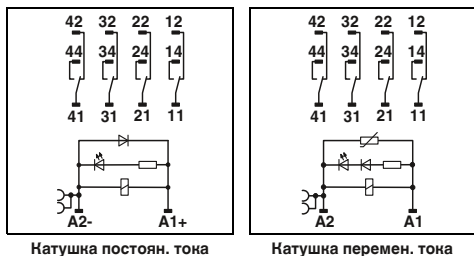 42 32 22 12
44 34 24 14
41 31 21 11
A2- A1+
Катушка постоян. тока
42 32 22 12
44 34 24 14
41 31 21 11
A2 A1
Катушка перемен. тока